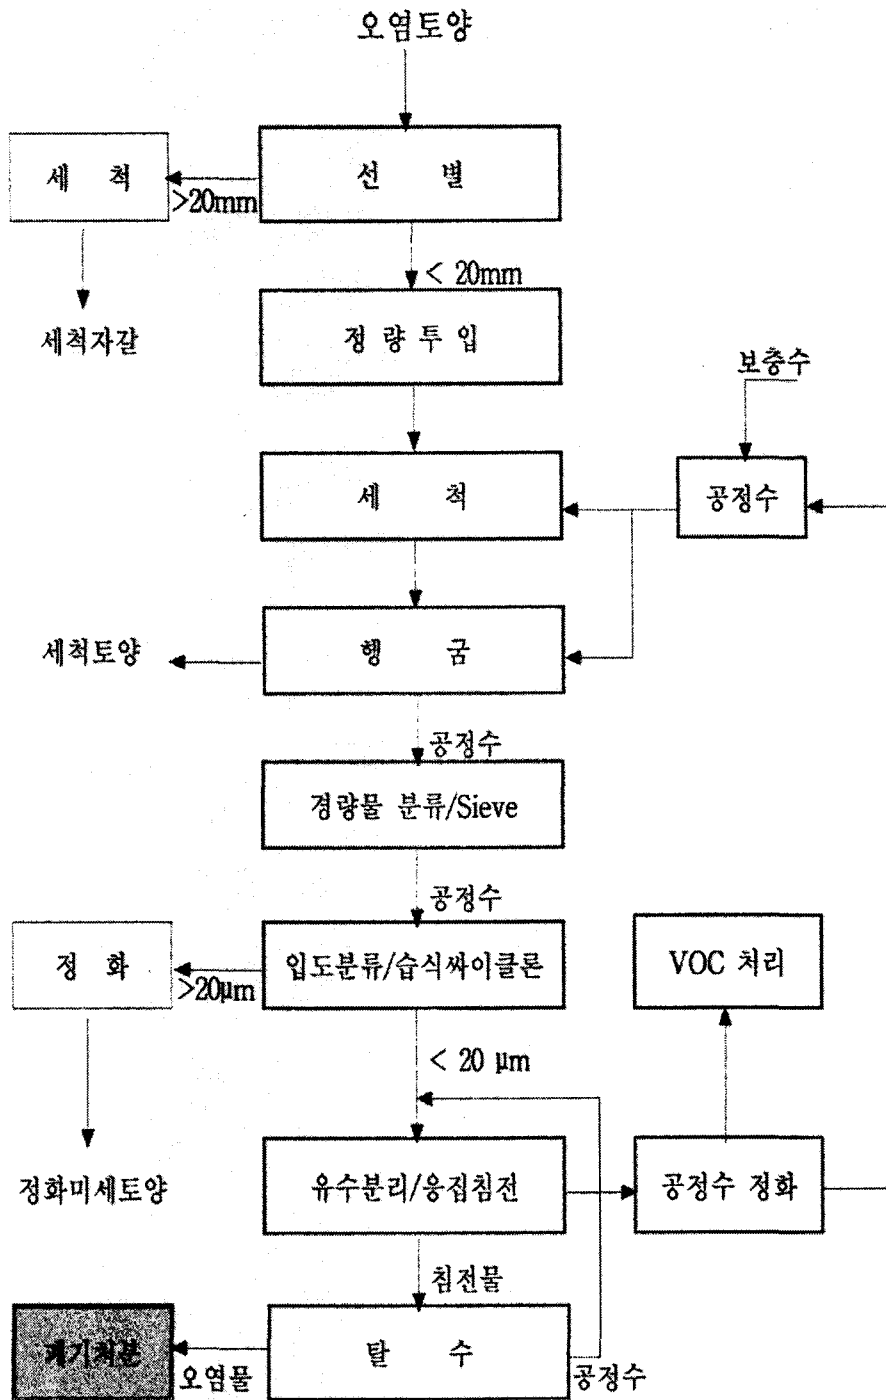 오염토양
세 척
>20mm
선 별
< 20mm
세척자갈
정 량 투 입
보충수
세 척
공정수
세척토양
행 굼
공정수
경량물 분류/Sieve
공정수
정 화
>20μm
입도분류/습식싸이클론
VOC 처리
< 20 μm
정화미세토양
유수분리/응집침전
공정수 정화
침전물
폐기처분
오염물
탈 수
공정수